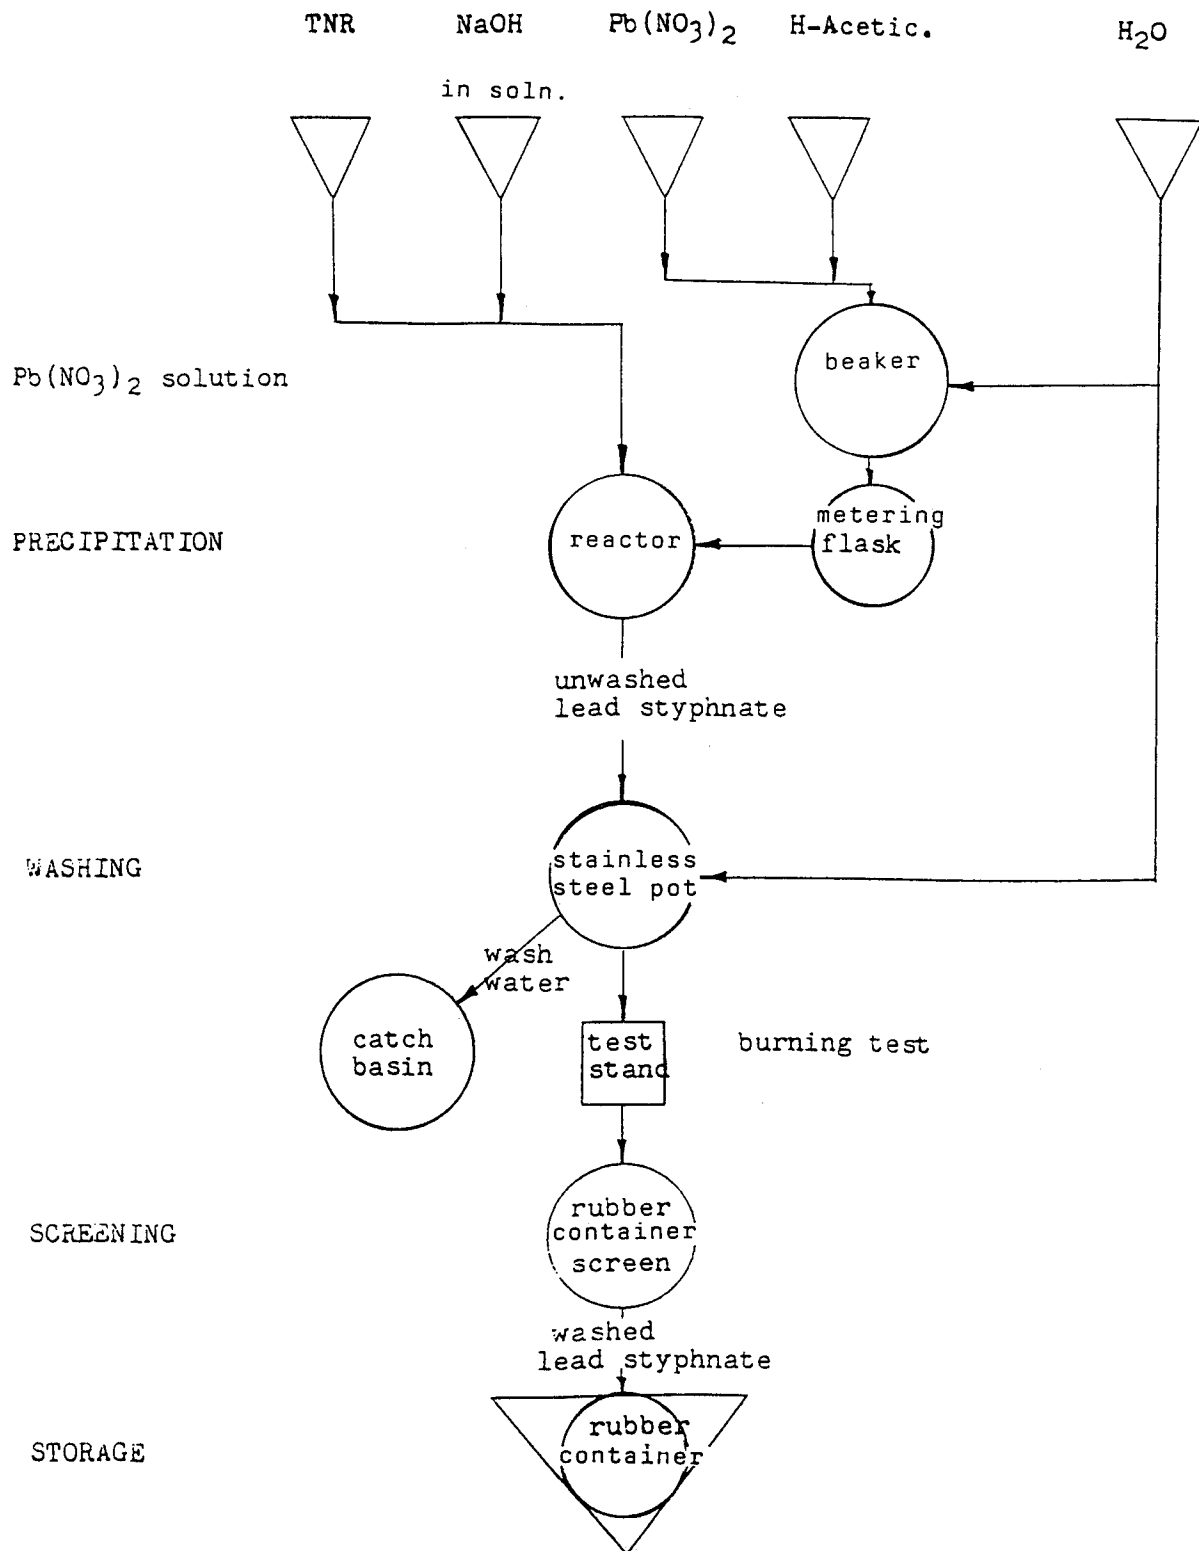 TNR NaOH Pb(NO3)2 H-Acetic. H2O
in soln.
beaker
Pb(NO3)2 solution
metering
flask
PRECIPITATION
reactor
unwashed
lead styphnate
WASHING
stainless
steel pot
wash
water
catch
basin
test
stand
burning test
SCREENING
rubber
container
screen
washed
lead styphnate
STORAGE
rubber
container